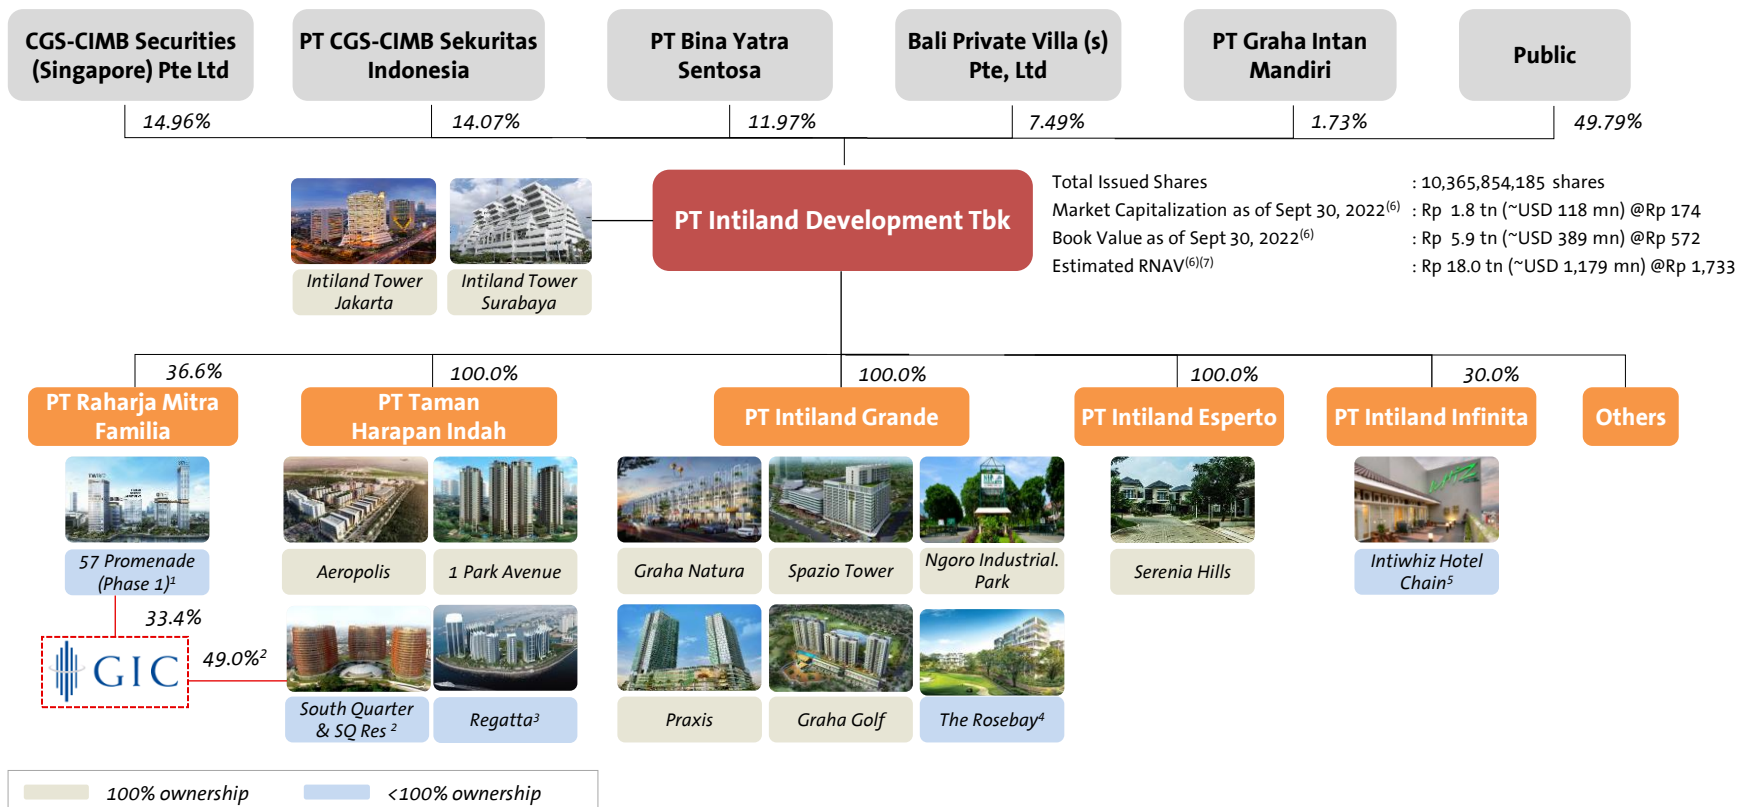 CGS-CIMB Securities
(Singapore) Pte Ltd
PT CGS-CIMB Sekuritas
Indonesia
PT Bina Yatra
Sentosa
Bali Private Villa (s)
Pte, Ltd
PT Graha Intan
Mandiri
Public
14.96%
14.07%
11.97%
7.49%
1.73%
49.79%
Intiland Tower
Jakarta
Intiland Tower
Surabaya
PT Intiland Development Tbk
Total Issued Shares : 10,365,854,185 shares
Market Capitalization as of Sept 30, 2022(6) : Rp 1.8 tn (~USD 118 mn) @Rp 174
Book Value as of Sept 30, 2022(6) : Rp 5.9 tn (~USD 389 mn) @Rp 572
Estimated RNAV(6)(7) : Rp 18.0 tn (~USD 1,179 mn) @Rp 1,733
36.6%
100.0%
100.0%
100.0%
30.0%
PT Raharja Mitra
Familia
PT Taman
Harapan Indah
PT Intiland Grande
PT Intiland Esperto
PT Intiland Infinita
Others
57 Promenade
(Phase 1)1
Aeropolis
1 Park Avenue
Graha Natura
Spazio Tower
Ngoro Industrial.
Park
Serenia Hills
Intiwhiz Hotel
Chain5
33.4%
GIC
49.0%2
South Quarter
& SQ Res 2
Regatta3
Praxis
Graha Golf
The Rosebay4
100% ownership
<100% ownership